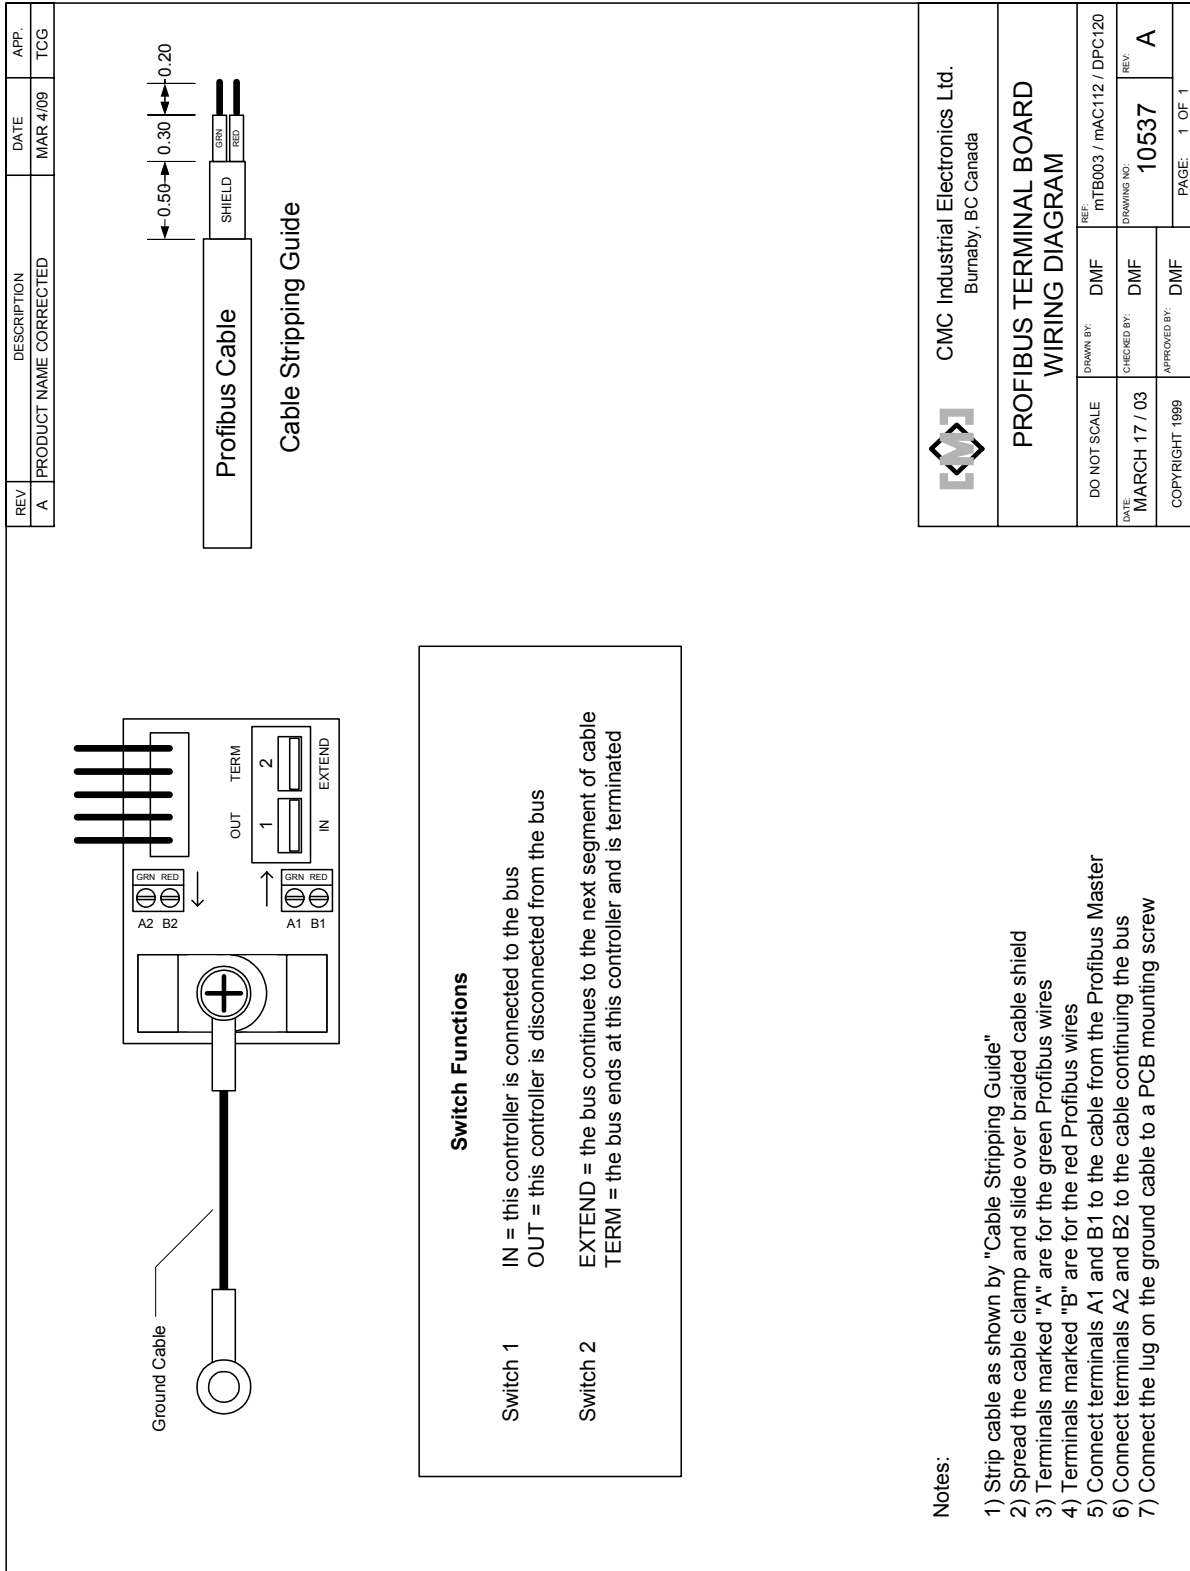 REV DESCRIPTION DATE APP.
A PRODUCT NAME CORRECTED MAR 4/09 TCG
Ground Cable
A2 B2
GRN RED
A1 B1
GRN RED
OUT TERM
1 2
IN EXTEND
0.50 0.30 0.20
Profibus Cable
SHIELD
GRN
RED
Cable Stripping Guide
Switch Functions
Switch 1 IN = this controller is connected to the bus
OUT = this controller is disconnected from the bus
Switch 2 EXTEND = the bus continues to the next segment of cable
TERM = the bus ends at this controller and is terminated
Notes:
1) Strip cable as shown by "Cable Stripping Guide"
2) Spread the cable clamp and slide over braided cable shield
3) Terminals marked "A" are for the green Profibus wires
4) Terminals marked "B" are for the red Profibus wires
5) Connect terminals A1 and B1 to the cable from the Profibus Master
6) Connect terminals A2 and B2 to the cable continuing the bus
7) Connect the lug on the ground cable to a PCB mounting screw
[M]
CMC Industrial Electronics Ltd.
Burnaby, BC Canada
PROFIBUS TERMINAL BOARD
WIRING DIAGRAM
DO NOT SCALE
DRAWN BY: DMF
REF: mTB003 / mAC112 / DPC120
DATE: MARCH 17 / 03
CHECKED BY: DMF
DRAWING NO: 10537
REV: A
COPYRIGHT 1999
APPROVED BY: DMF
PAGE: 1 OF 1